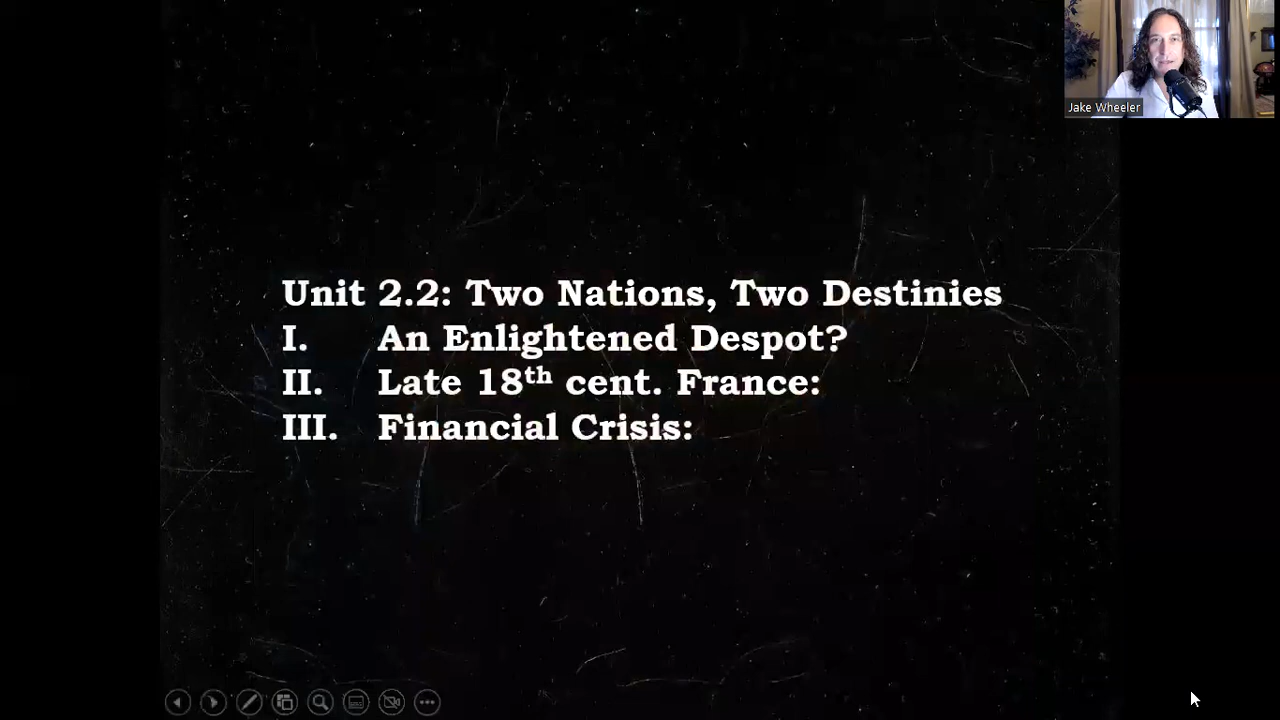 Jake Wheeler
Unit 2.2: Two Nations, Two Destinies
I. An Enlightened Despot?
II. Late 18th cent. France:
III. Financial Crisis: